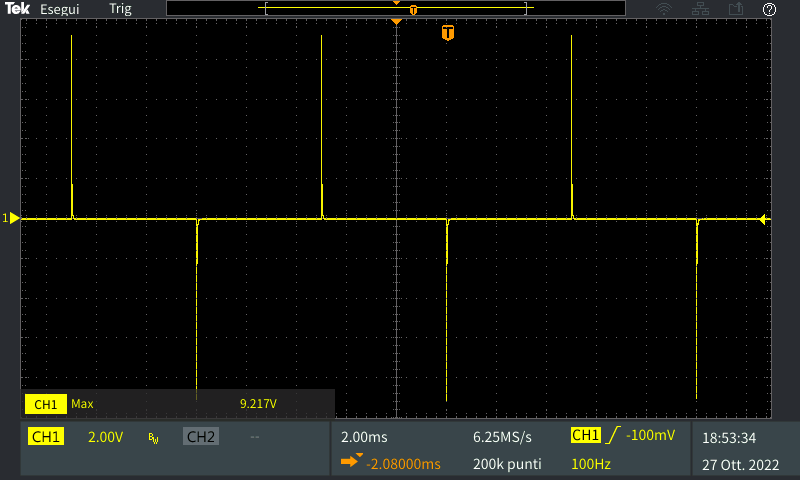 Tek Esegui Trig
T
T
1
CH1 Max 9.217V
CH1 2.00V BW CH2 -- 2.00ms 6.25MS/s CH1 -100mV 18:53:34
-2.08000ms 200k punti 100Hz 27 Ott. 2022